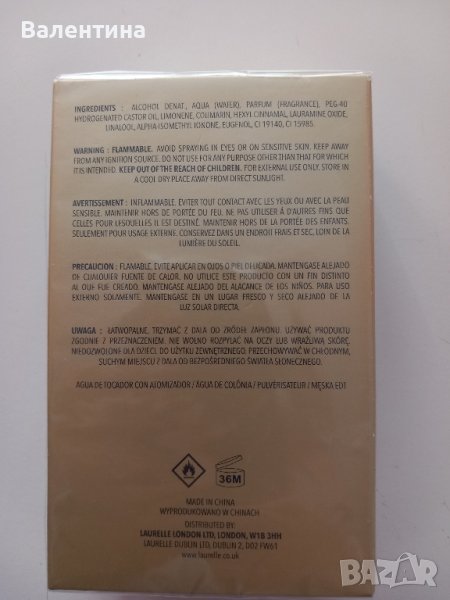 Валентина
INGREDIENTS : ALCOHOL DENAT., AQUA (WATER), PARFUM (FRAGRANCE), PEG-40
HYDROGENATED CASTOR OIL, LIMONENE, COUMARIN, HEXYL CINNAMAL, LAURAMINE OXIDE,
LINALOOL, ALPHA-ISOMETHYL IONONE, EUGENOL, CI 19140, CI 15985.
WARNING : FLAMMABLE. AVOID SPRAYING IN EYES OR ON SENSITIVE SKIN. KEEP AWAY
FROM ANY IGNITION SOURCE. DO NOT USE FOR ANY PURPOSE OTHER THAN THAT FOR WHICH
IT IS INTENDED. KEEP OUT OF THE REACH OF CHILDREN. FOR EXTERNAL USE ONLY. STORE IN
A COOL DRY PLACE AWAY FROM DIRECT SUNLIGHT.
AVERTISSEMENT : INFLAMMABLE. EVITER TOUT CONTACT AVEC LES YEUX OU AVEC LA PEAU
SENSIBLE. MAINTENIR HORS DE PORTÉE DU FEU. NE PAS UTILISER À D'AUTRES FINS QUE
CELLES POUR LESQUELLES IL EST DESTINÉ. MAINTENIR HORS DE LA PORTÉE DES ENFANTS.
SEULEMENT POUR USAGE EXTERNE. CONSERVEZ DANS UN ENDROIT FRAIS ET SEC, LOIN DE LA
LUMIÈRE DU SOLEIL.
PRECAUCION : FLAMABLE. EVITE APLICAR EN OJOS O PIEL DELICADA. MANTENGASE ALEJADO
DE CUALQUIER FUENTE DE CALOR. NO UTILICE ESTE PRODUCTO CON UN FIN DISTINTO
AL QUE FUE CREADO. MANTENGASE ALEJADO DEL ALACANCE DE LOS NIÑOS. PARA USO
EXTERNO SOLAMENTE. MANTENGASE EN UN LUGAR FRESCO Y SECO ALEJADO DE LA
LUZ SOLAR DIRECTA.
UWAGA : ŁATWOPALNE. TRZYMAĆ Z DALA OD ŹRÓDEŁ ZAPŁONU. UŻYWAĆ PRODUKTU
ZGODNIE Z PRZEZNACZENIEM. NIE WOLNO ROZPYLAĆ NA OCZY LUB WRAŻLIWĄ SKÓRĘ.
NIEDOZWOLONE DLA DZIECI. DO UŻYTKU ZEWNĘTRZNEGO. PRZECHOWYWAĆ W CHŁODNYM,
SUCHYM MIEJSCU Z DALA OD BEZPOŚREDNIEGO ŚWIATŁA SŁONECZNEGO.
AGUA DE TOCADOR CON ATOMIZADOR / ÁGUA DE COLÔNIA / PULVÉRISATEUR / MĘSKA EDT
36M
MADE IN CHINA
WYPRODUKOWANO W CHINACH
DISTRIBUTED BY:
LAURELLE LONDON LTD, LONDON, W1B 3HH
LAURELLE DUBLIN LTD, DUBLIN 2, D02 FW61
www.laurelle.co.uk
BAZAR